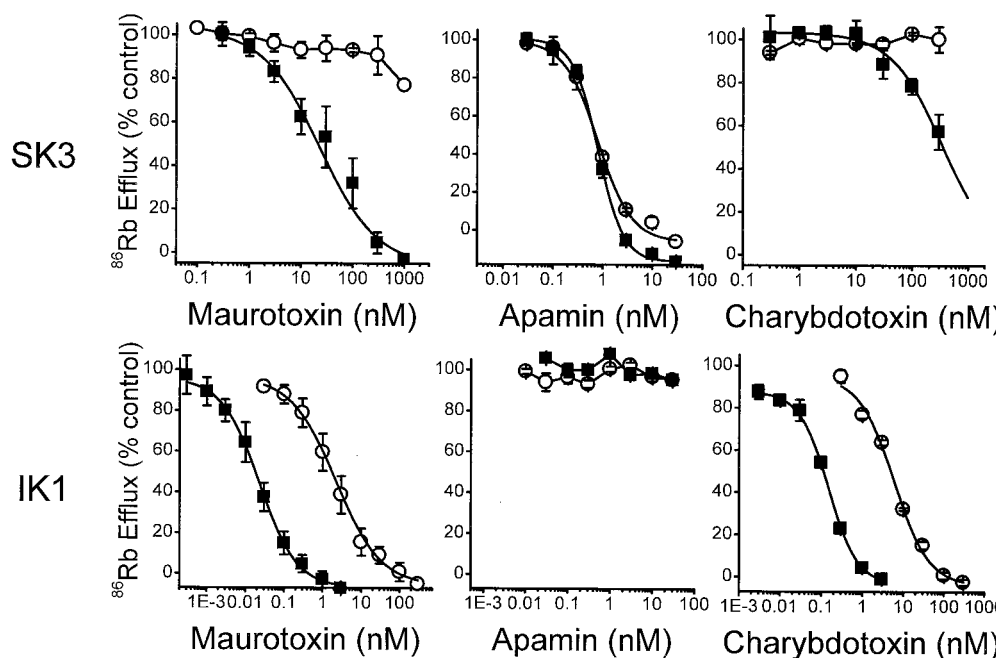 SK3
⁸⁶Rb Efflux (% control)
100
80
60
40
20
0
0.1 1 10 100 1000
Maurotoxin (nM)
100
80
60
40
20
0
0.01 0.1 1 10 100
Apamin (nM)
100
80
60
40
20
0
1 10 100 1000
Charybdotoxin (nM)
IK1
⁸⁶Rb Efflux (% control)
100
80
60
40
20
0
1E-3 0.01 0.1 1 10 100
Maurotoxin (nM)
100
80
60
40
20
0
1E-3 0.01 0.1 1 10 100
Apamin (nM)
100
80
60
40
20
0
1E-3 0.01 0.1 1 10 100
Charybdotoxin (nM)